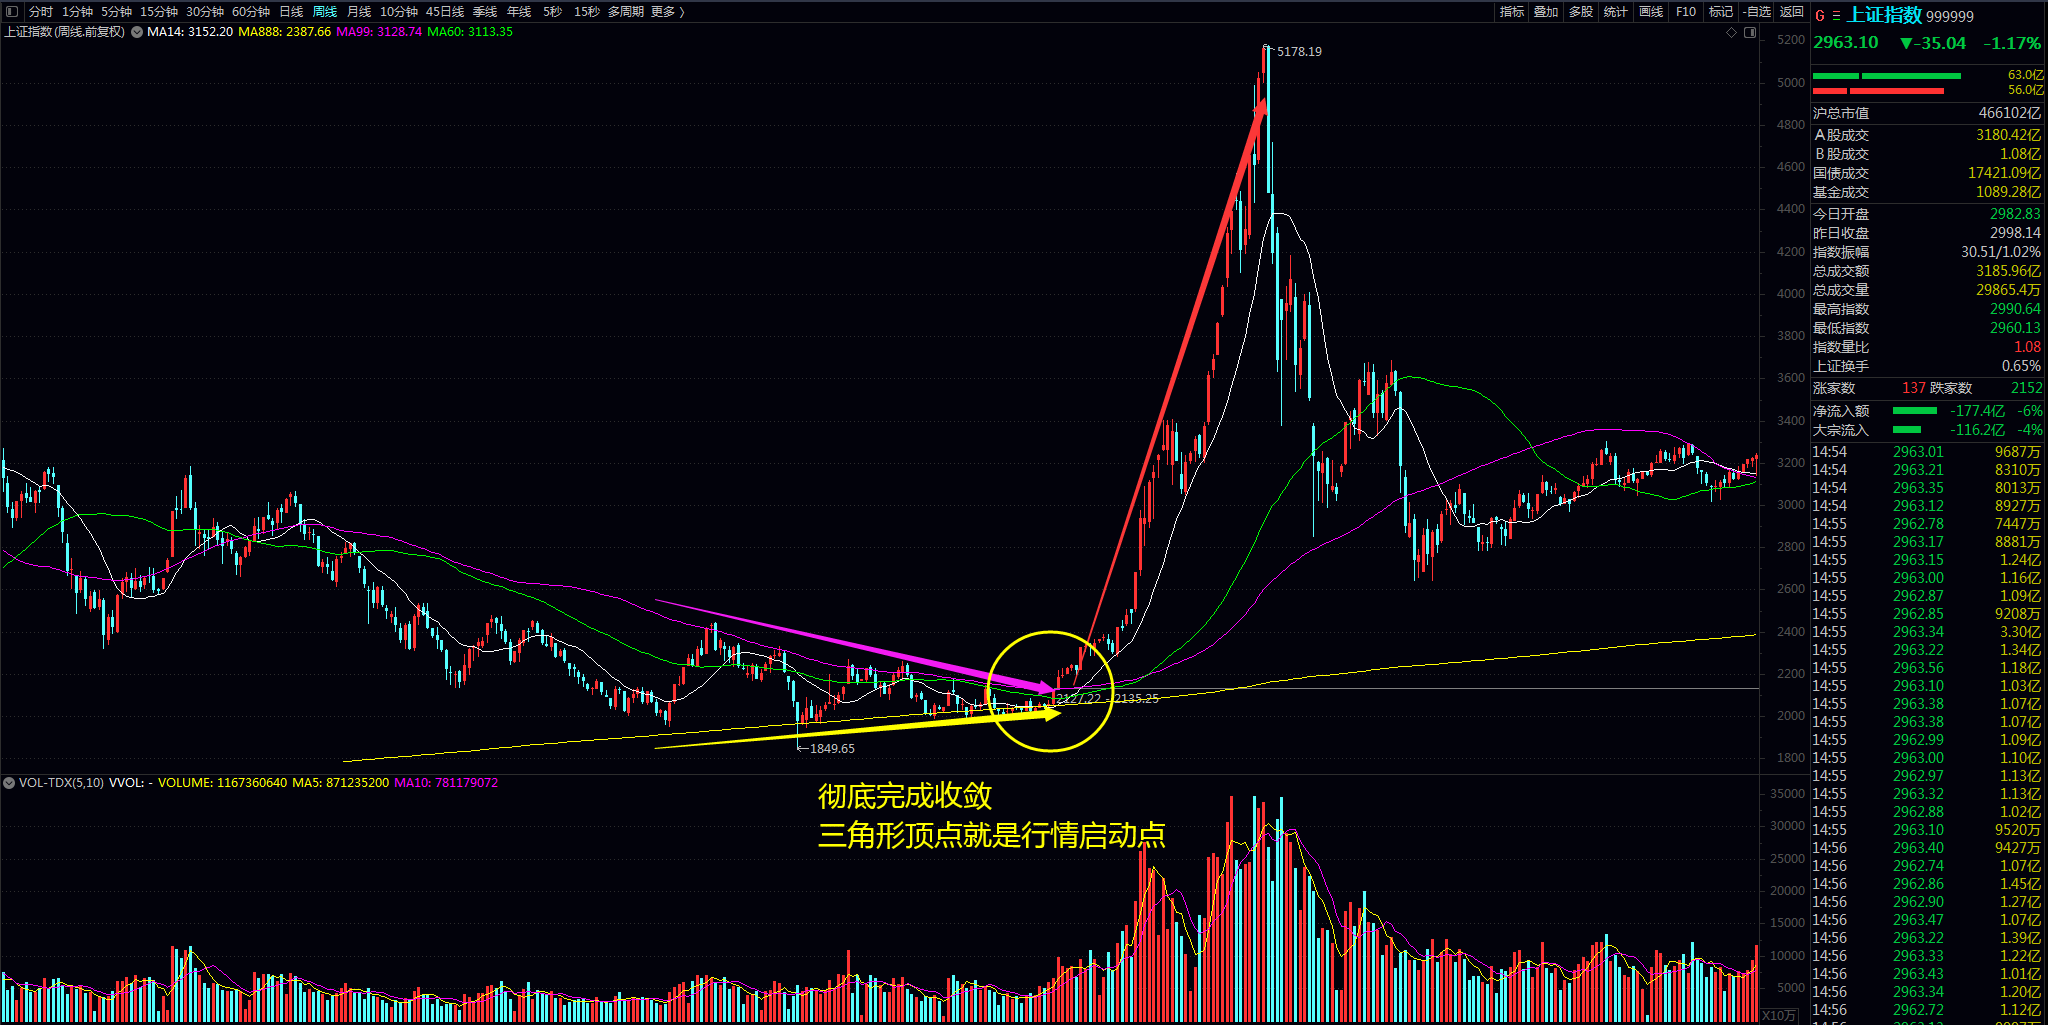 分时 1分钟 5分钟 15分钟 30分钟 60分钟 日线 周线 月线 10分钟 45日线 季线 年线 5秒 15秒 多周期 更多 〉
指标 叠加 多股 统计 画线 F10 标记 -自选 返回
上证指数(周线.前复权) MA14: 3152.20 MA888: 2387.66 MA99: 3128.74 MA60: 3113.35
5178.19
2127.22 - 2135.25
1849.65
5200
5000
4800
4600
4400
4200
4000
3800
3600
3400
3200
3000
2800
2600
2400
2200
2000
1800
VOL-TDX(5,10) VVOL: - VOLUME: 1167360640 MA5: 871235200 MA10: 781179072
彻底完成收敛
三角形顶点就是行情启动点
35000
30000
25000
20000
15000
10000
5000
X10万
G 三 上证指数 999999
2963.10 ▼-35.04 -1.17%
63.0亿
56.0亿
沪总市值 466102亿
A股成交 3180.42亿
B股成交 1.08亿
国债成交 17421.09亿
基金成交 1089.28亿
今日开盘 2982.83
昨日收盘 2998.14
指数振幅 30.51/1.02%
总成交额 3185.96亿
总成交量 29865.4万
最高指数 2990.64
最低指数 2960.13
指数量比 1.08
上证换手 0.65%
涨家数 137 跌家数 2152
净流入额 -177.4亿 -6%
大宗流入 -116.2亿 -4%
14:54 2963.01 9687万
14:54 2963.21 8310万
14:54 2963.35 8013万
14:54 2963.12 8927万
14:55 2962.78 7447万
14:55 2963.17 8881万
14:55 2963.15 1.24亿
14:55 2963.00 1.16亿
14:55 2962.87 1.09亿
14:55 2962.85 9208万
14:55 2963.34 3.30亿
14:55 2963.22 1.34亿
14:55 2963.56 1.18亿
14:55 2963.10 1.03亿
14:55 2963.38 1.07亿
14:55 2963.38 1.07亿
14:55 2962.99 1.09亿
14:55 2963.00 1.10亿
14:55 2962.97 1.13亿
14:55 2963.32 1.13亿
14:55 2962.88 1.02亿
14:55 2963.10 9520万
14:56 2963.40 9427万
14:56 2962.74 1.07亿
14:56 2962.86 1.45亿
14:56 2962.90 1.27亿
14:56 2963.47 1.07亿
14:56 2963.22 1.39亿
14:56 2963.33 1.22亿
14:56 2963.43 1.01亿
14:56 2963.34 1.20亿
14:56 2962.72 1.12亿